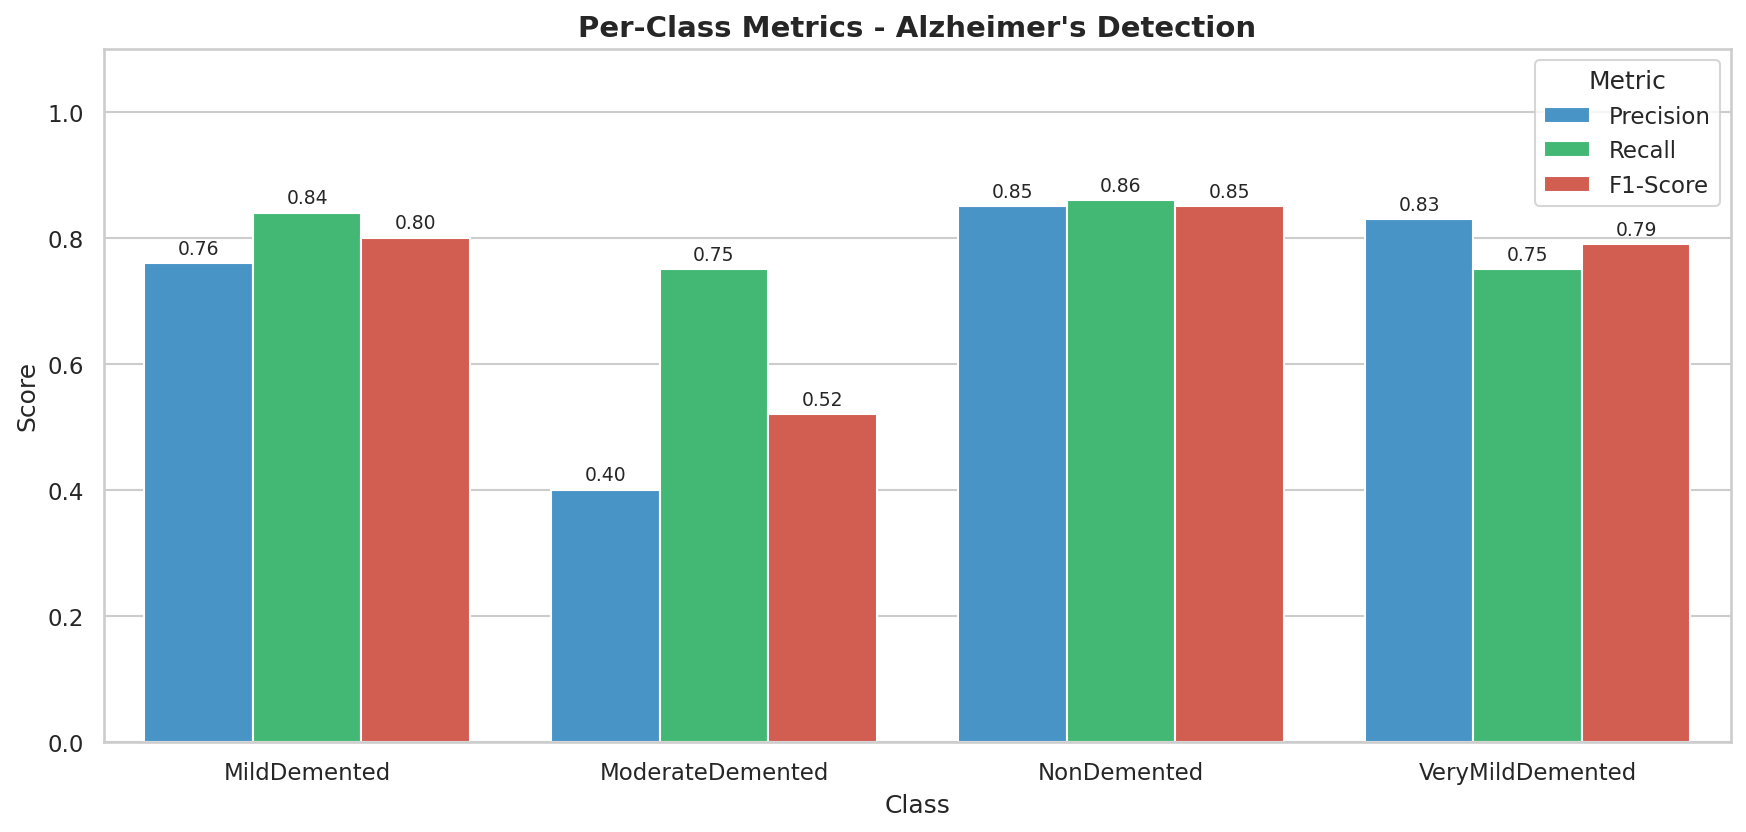 Per-Class Metrics - Alzheimer's Detection
Metric
Precision
Recall
F1-Score
Score
1.0
0.8
0.6
0.4
0.2
0.0
0.76
0.84
0.80
0.40
0.75
0.52
0.85
0.86
0.85
0.83
0.75
0.79
MildDemented
ModerateDemented
NonDemented
VeryMildDemented
Class